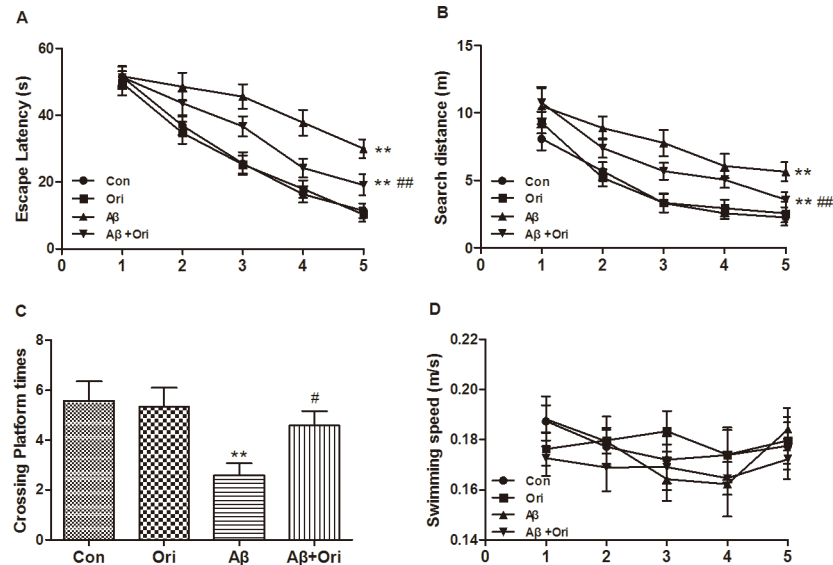 A
Escape Latency (s)
60
40
20
0
Con
Ori
Aβ
Aβ +Ori
**
** ##
0 1 2 3 4 5
B
Search distance (m)
15
10
5
0
Con
Ori
Aβ
Aβ +Ori
**
** ##
0 1 2 3 4 5
C
Crossing Platform times
8
6
4
2
0
**
#
Con Ori Aβ Aβ+Ori
D
Swimming speed (m/s)
0.22
0.20
0.18
0.16
0.14
Con
Ori
Aβ
Aβ +Ori
0 1 2 3 4 5